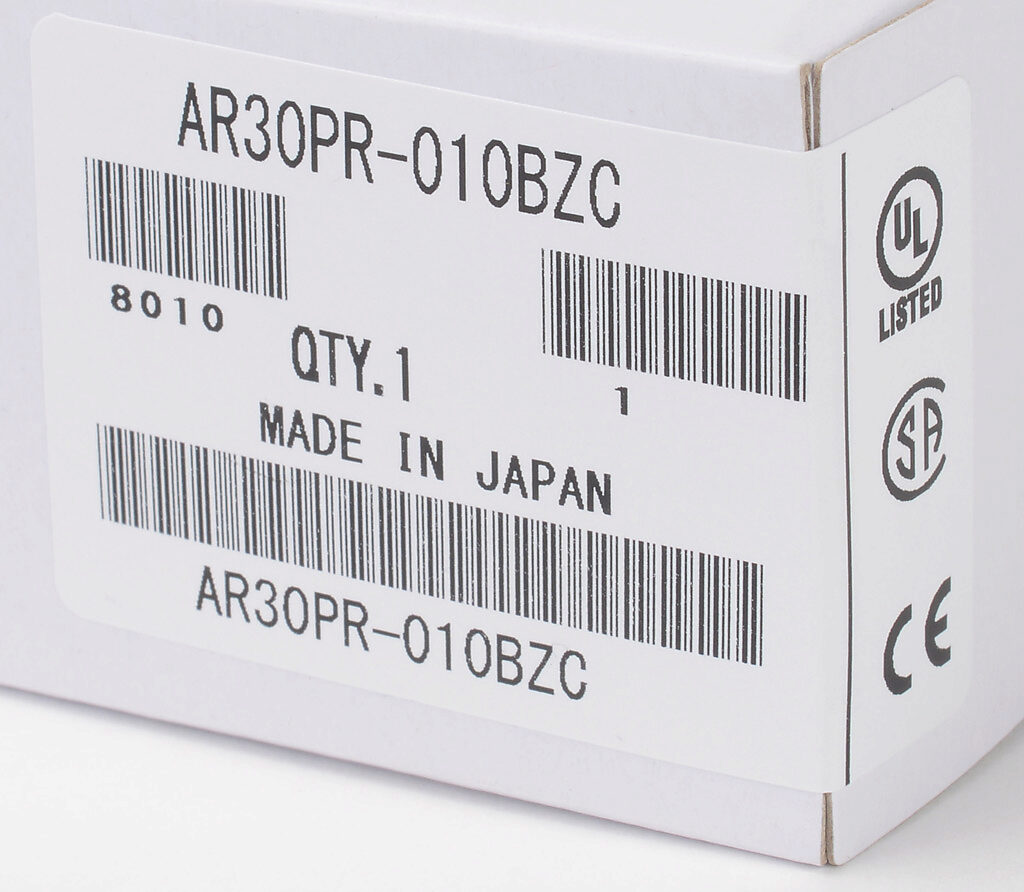 AR30PR-010BZC
8010
1
QTY.1
MADE IN JAPAN
AR30PR-010BZC
UL
LISTED
SA
CE